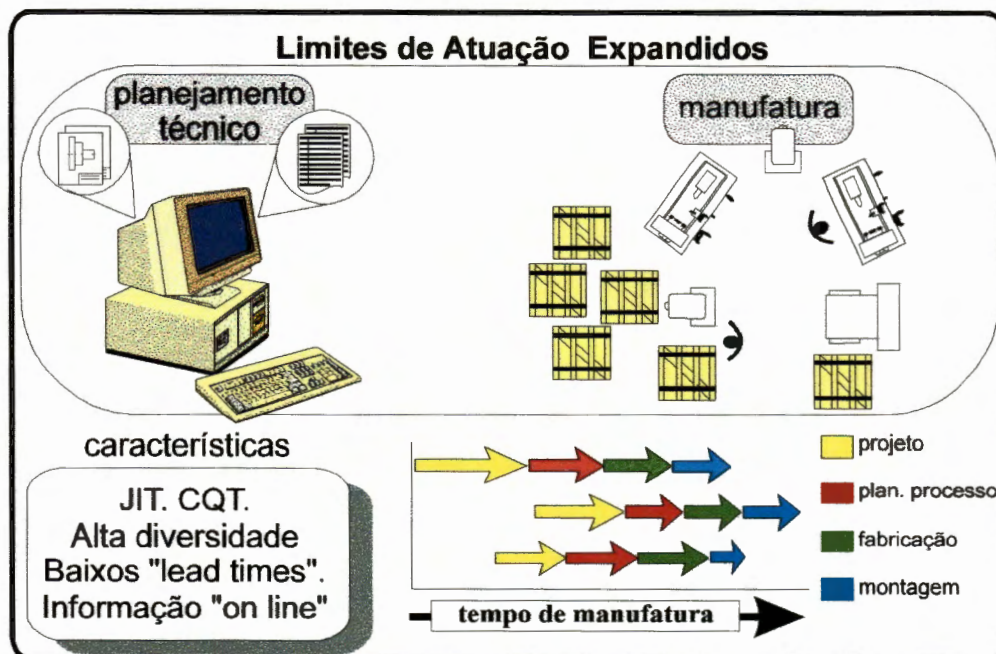 Limites de Atuação Expandidos
planejamento
técnico
manufatura
características
JIT. CQT.
Alta diversidade
Baixos "lead times".
Informação "on line"
projeto
plan. processo
fabricação
montagem
tempo de manufatura